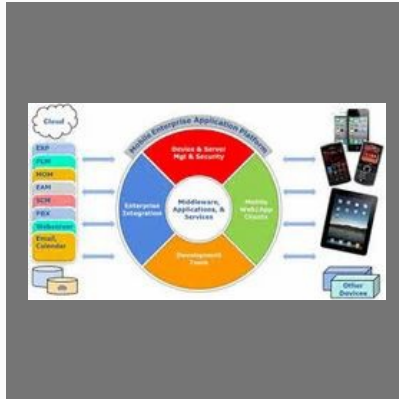 Cloud
EXP
PLM
MOM
EAM
SCM
PBX
Webserver
Email,
Calendar
Mobile Enterprise Application Platform
Device & Server
Mgt & Security
Enterprise
Integration
Middleware,
Applications, &
Services
Mobile
Web/App
Clients
Development
Tools
Other
Devices